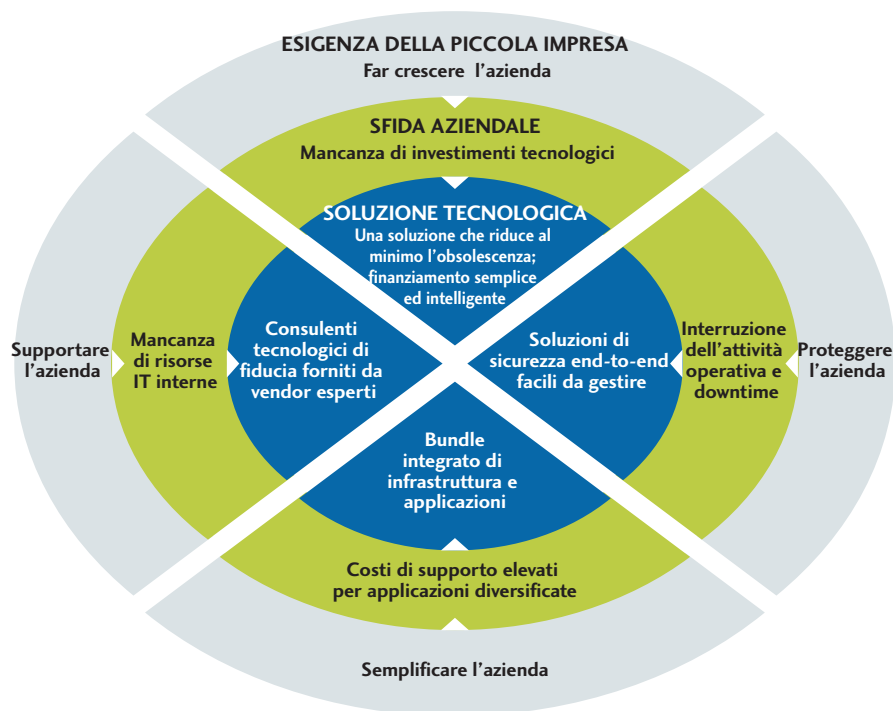 ESIGENZA DELLA PICCOLA IMPRESA
Far crescere l'azienda
SFIDA AZIENDALE
Mancanza di investimenti tecnologici
SOLUZIONE TECNOLOGICA
Una soluzione che riduce al
minimo l'obsolescenza;
finanziamento semplice
ed intelligente
Supportare
l'azienda
Mancanza
di risorse
IT interne
Consulenti
tecnologici di
fiducia forniti da
vendor esperti
Soluzioni di
sicurezza end-to-end
facili da gestire
Interruzione
dell'attività
operativa e
downtime
Proteggere
l'azienda
Bundle
integrato di
infrastruttura e
applicazioni
Costi di supporto elevati
per applicazioni diversificate
Semplificare l'azienda